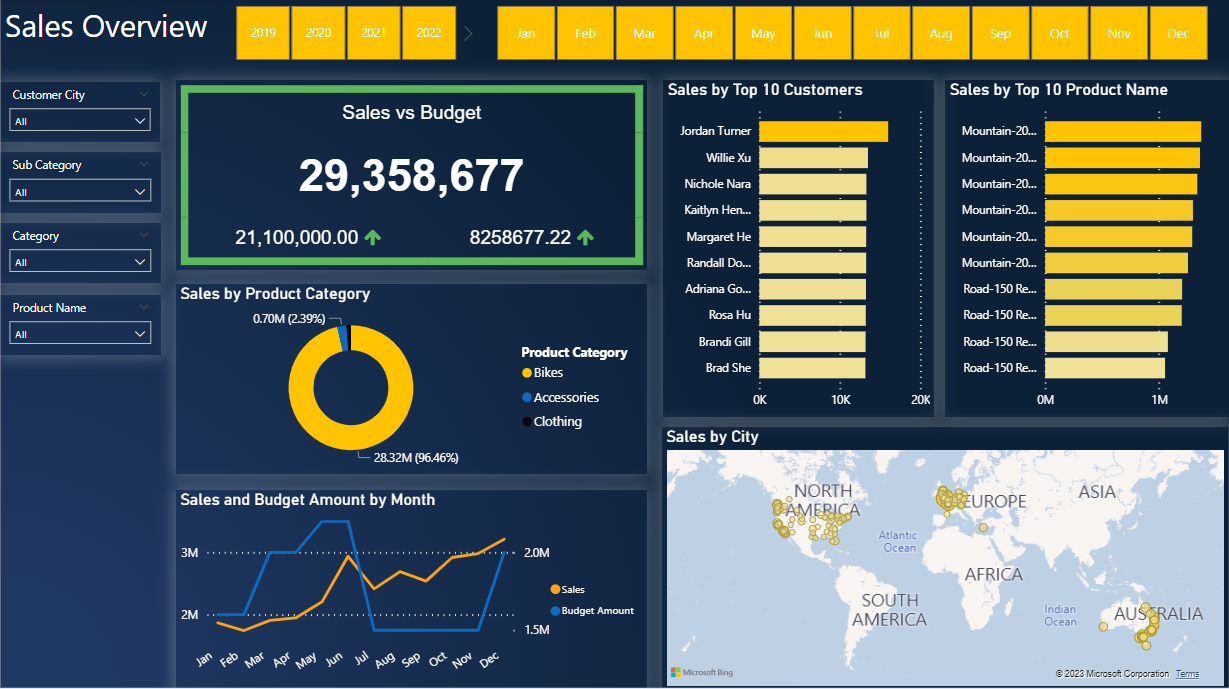 Sales Overview
2019 2020 2021 2022
Jan Feb Mar Apr May Jun Jul Aug Sep Oct Nov Dec
Customer City
All
Sub Category
All
Category
All
Product Name
All
Sales vs Budget
29,358,677
21,100,000.00 8258677.22
Sales by Product Category
0.70M (2.39%)
28.32M (96.46%)
Product Category
Bikes
Accessories
Clothing
Sales and Budget Amount by Month
3M
2M
2.0M
1.5M
Jan Feb Mar Apr May Jun Jul Aug Sep Oct Nov Dec
Sales
Budget Amount
Sales by Top 10 Customers
Jordan Turner
Willie Xu
Nichole Nara
Kaitlyn Hen...
Margaret He
Randall Do...
Adriana Go...
Rosa Hu
Brandi Gill
Brad She
0K 10K 20K
Sales by Top 10 Product Name
Mountain-20...
Mountain-20...
Mountain-20...
Mountain-20...
Mountain-20...
Mountain-20...
Road-150 Re...
Road-150 Re...
Road-150 Re...
Road-150 Re...
0M 1M
Sales by City
NORTH
AMERICA
EUROPE
ASIA
Atlantic
Ocean
AFRICA
SOUTH
AMERICA
Indian
Ocean
AUSTRALIA
Microsoft Bing
© 2023 Microsoft Corporation Terms